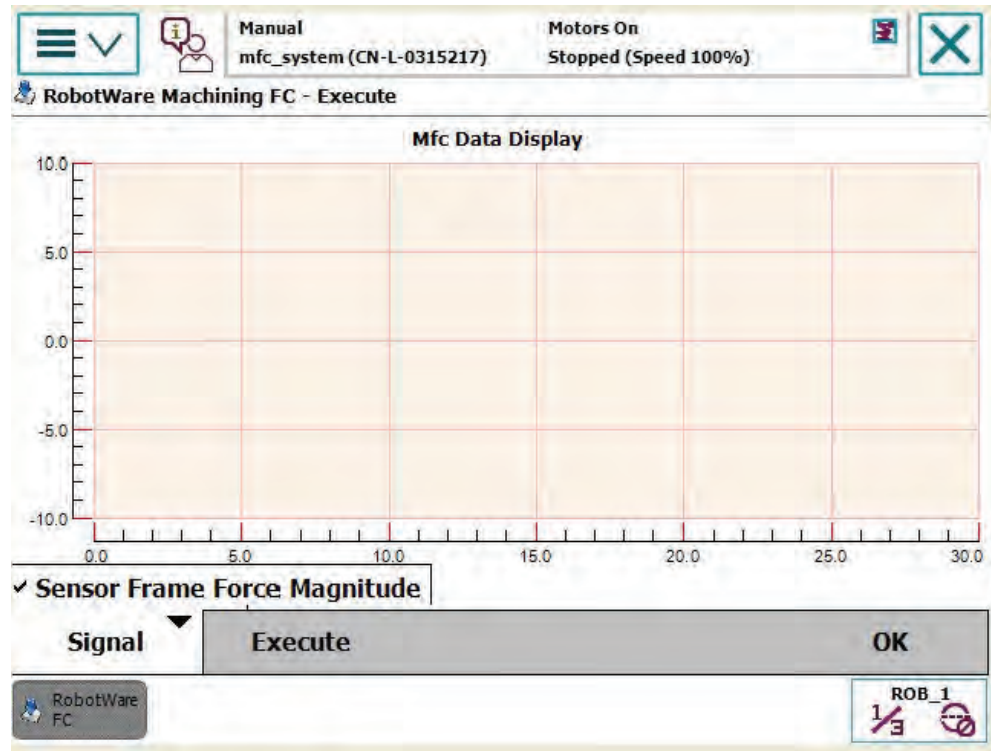 Manual
Motors On
mfc_system (CN-L-0315217)
Stopped (Speed 100%)
RobotWare Machining FC - Execute
Mfc Data Display
10.0
5.0
0.0
-5.0
-10.0
0.0 5.0 10.0 15.0 20.0 25.0 30.0
Sensor Frame Force Magnitude
Signal Execute OK
RobotWare
FC
ROB_1
1/3